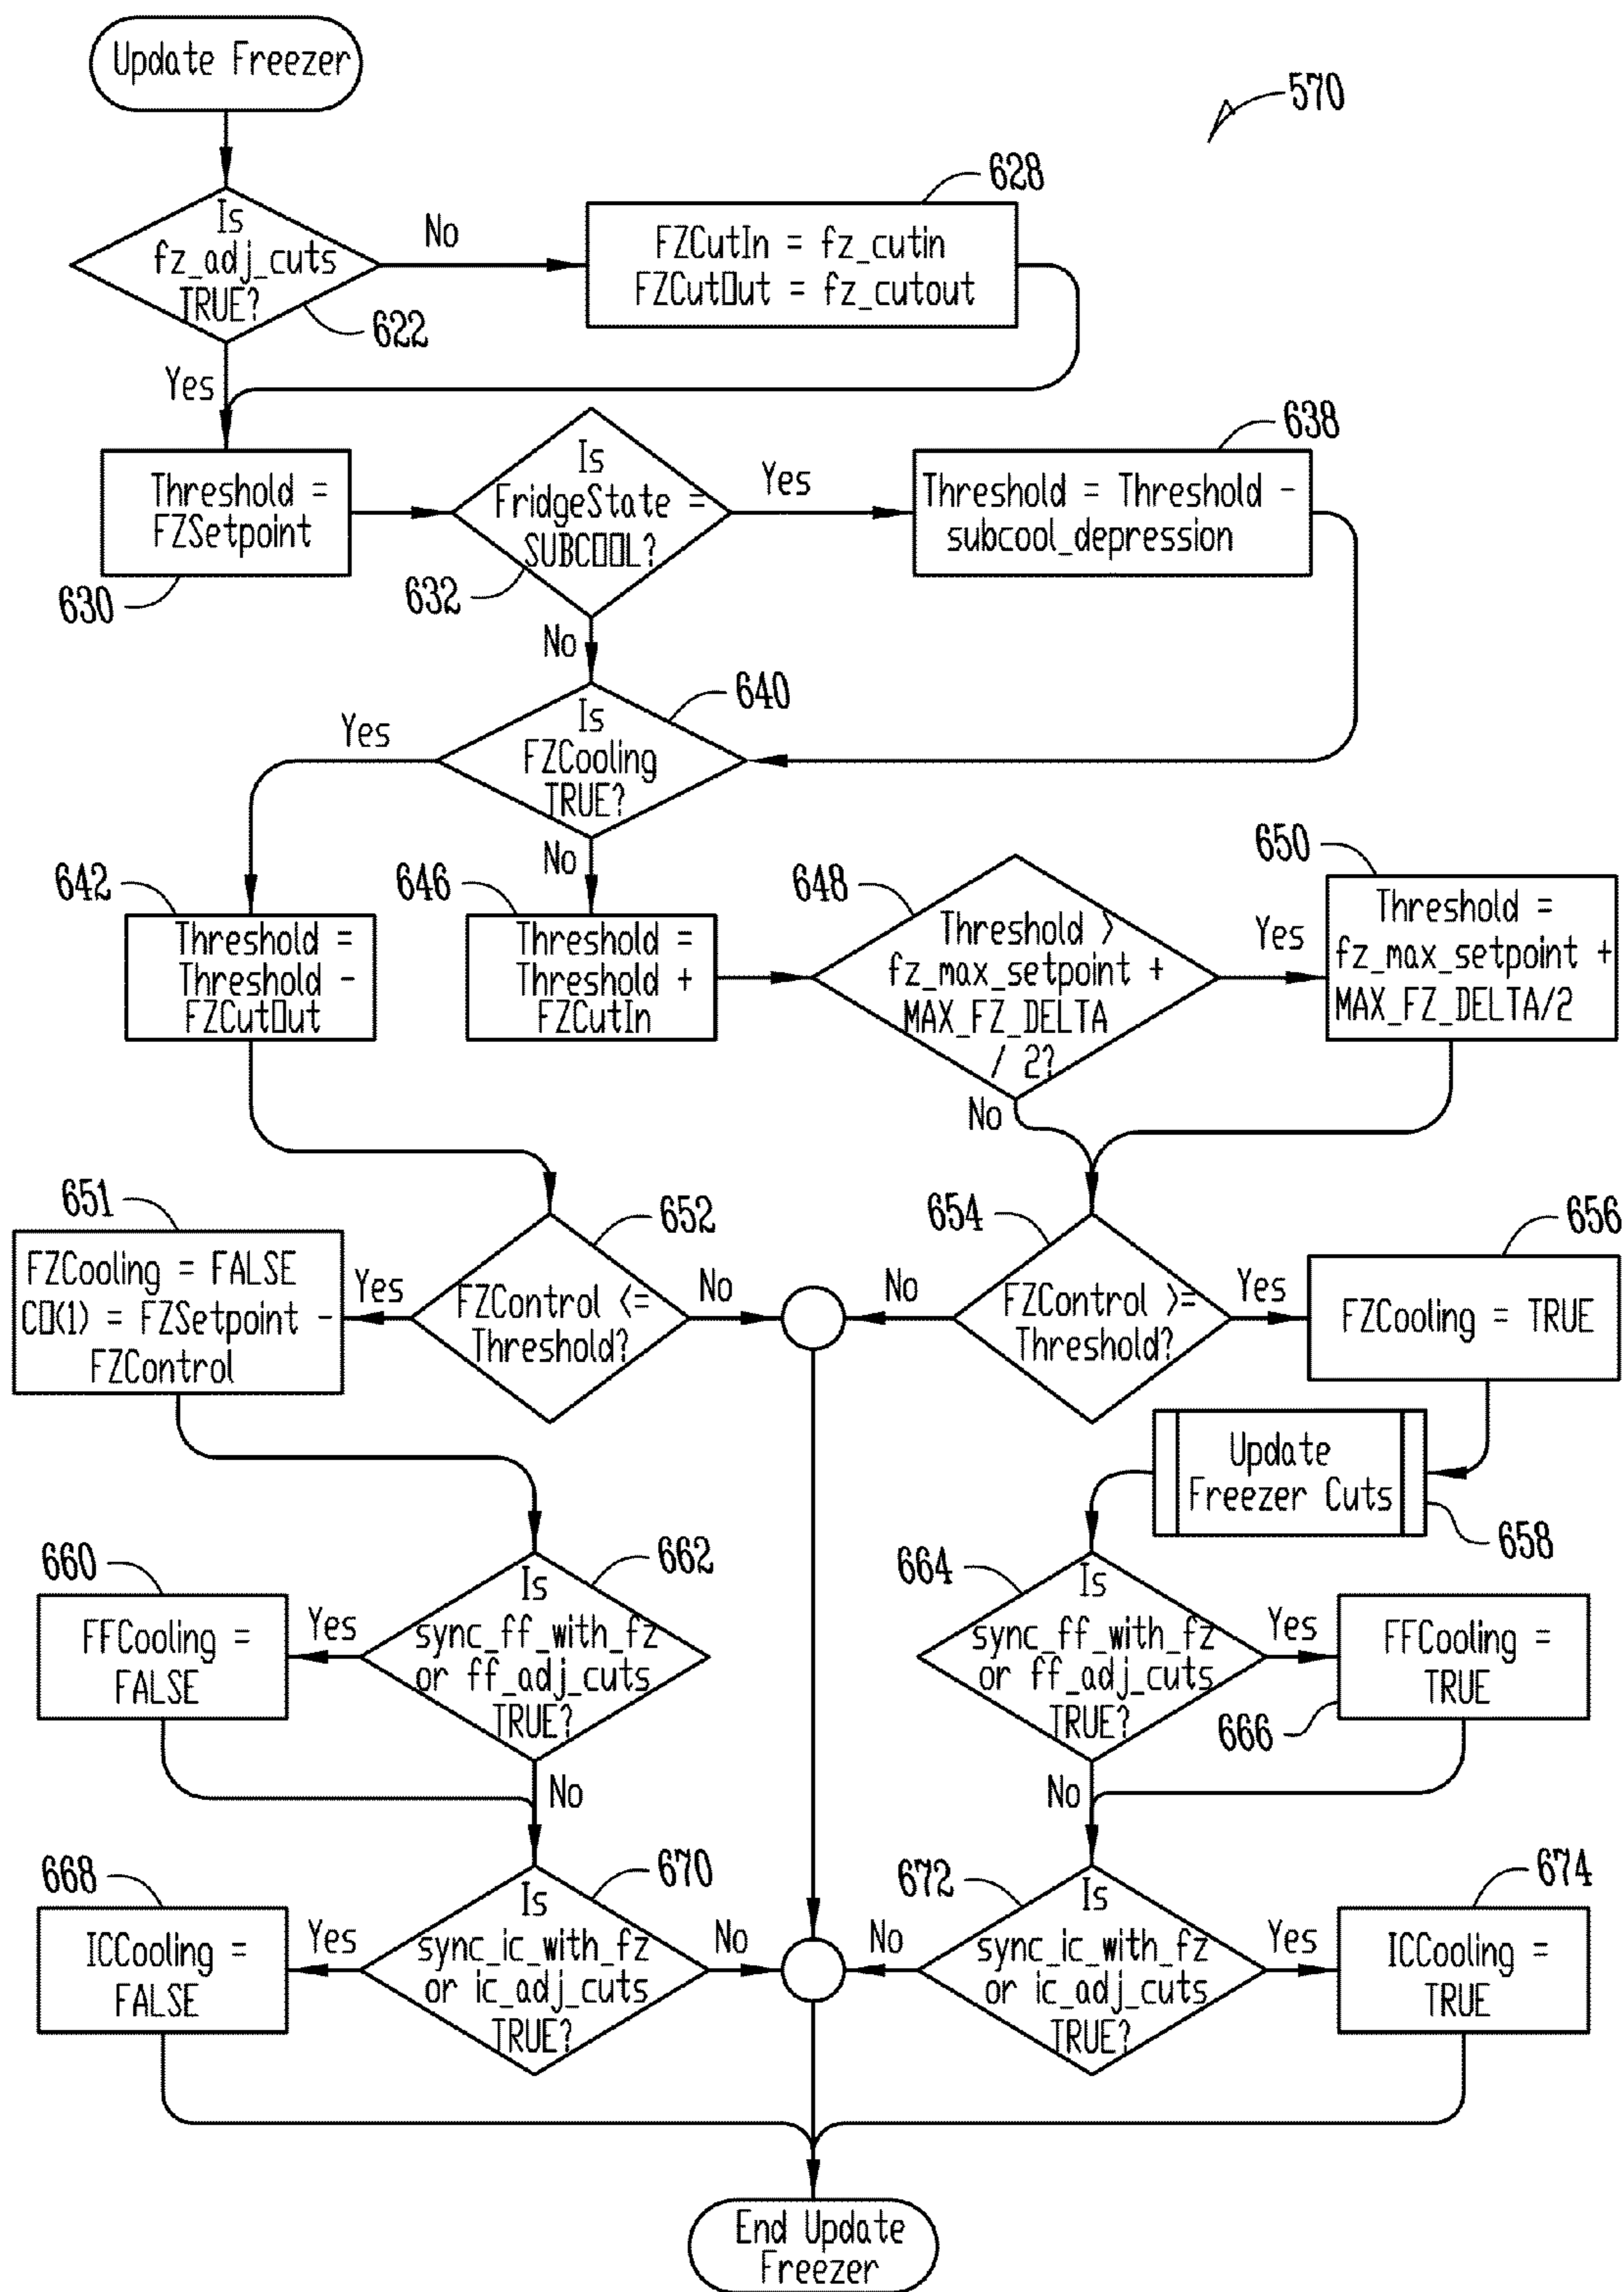 Update Freezer
570
628
Is
fz_adj_cuts
TRUE?
No
FZCutIn = fz_cutin
FZCutOut = fz_cutout
622
Yes
638
Threshold =
FZSetpoint
Is
FridgeState =
SUBCOOL?
Yes
Threshold = Threshold -
subcool_depression
630
632
No
640
Yes
Is
FZCooling
TRUE?
No
642
646
648
650
Threshold =
Threshold -
FZCutOut
Threshold =
Threshold +
FZCutIn
Threshold >
fz_max_setpoint +
MAX_FZ_DELTA
/ 2?
Yes
Threshold =
fz_max_setpoint +
MAX_FZ_DELTA/2
No
651
652
654
656
FZCooling = FALSE
CO(1) = FZSetpoint -
FZControl
Yes
FZControl <=
Threshold?
No
No
FZControl >=
Threshold?
Yes
FZCooling = TRUE
Update
Freezer Cuts
658
660
662
664
FFCooling =
FALSE
Yes
Is
sync_ff_with_fz
or ff_adj_cuts
TRUE?
Is
sync_ff_with_fz
or ff_adj_cuts
TRUE?
Yes
FFCooling =
TRUE
666
No
No
668
670
672
674
ICCooling =
FALSE
Yes
Is
sync_ic_with_fz
or ic_adj_cuts
TRUE?
No
No
Is
sync_ic_with_fz
or ic_adj_cuts
TRUE?
Yes
ICCooling =
TRUE
End Update
Freezer